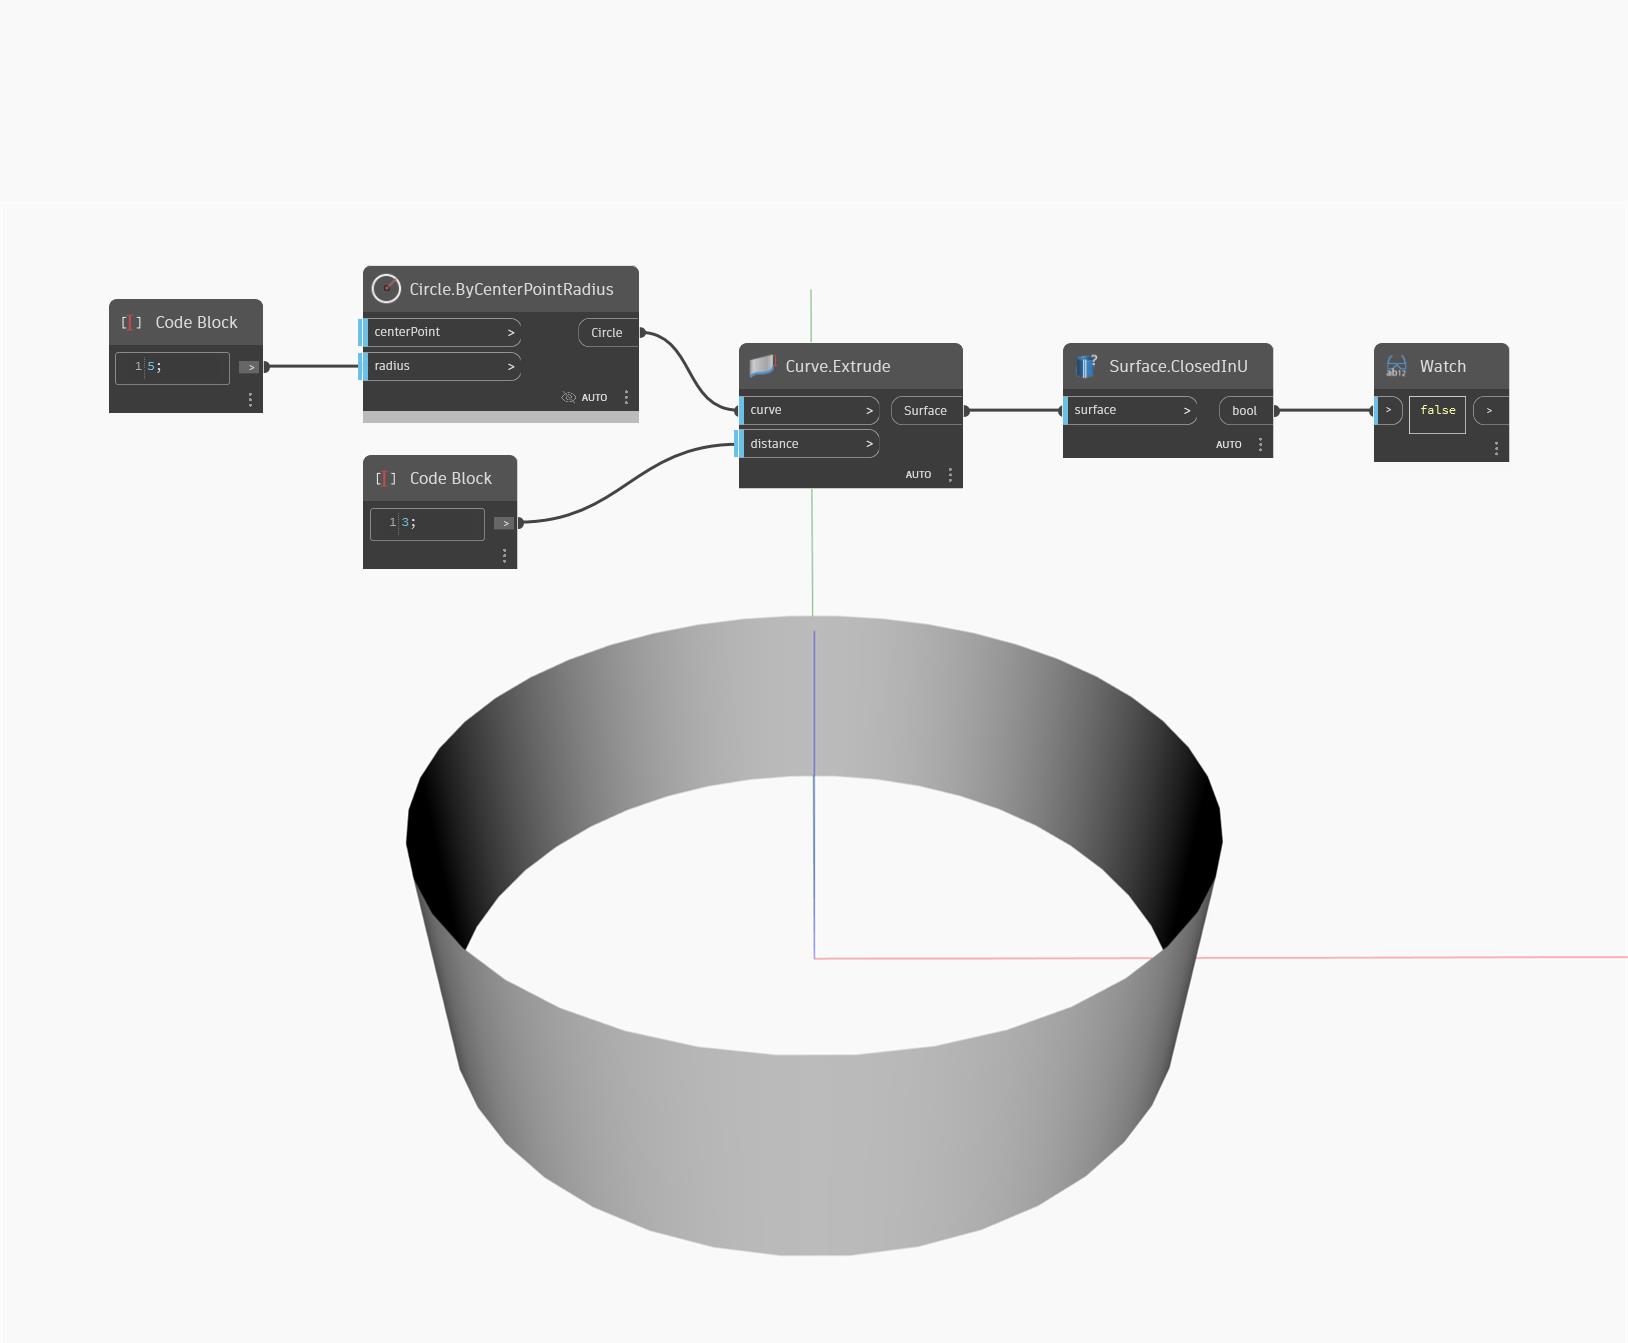 Code Block
1 5;
>
Circle.ByCenterPointRadius
centerPoint >
Circle
radius >
AUTO
Code Block
1 3;
>
Curve.Extrude
curve >
Surface
distance >
AUTO
Surface.ClosedInU
surface >
bool
AUTO
ab12
Watch
>
false
>